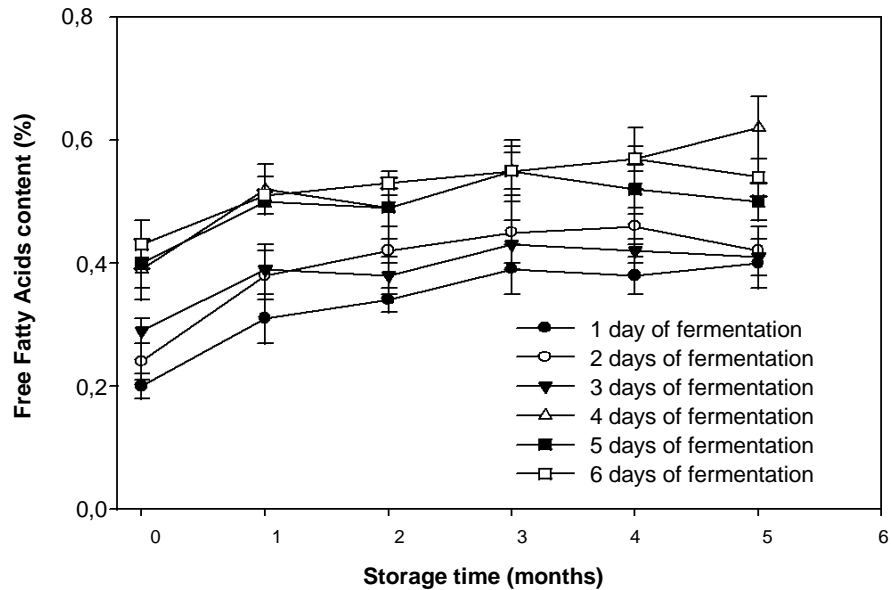 0,8
0,6
0,4
0,2
0,0
Free Fatty Acids content (%)
1 day of fermentation
2 days of fermentation
3 days of fermentation
4 days of fermentation
5 days of fermentation
6 days of fermentation
0 1 2 3 4 5 6
Storage time (months)